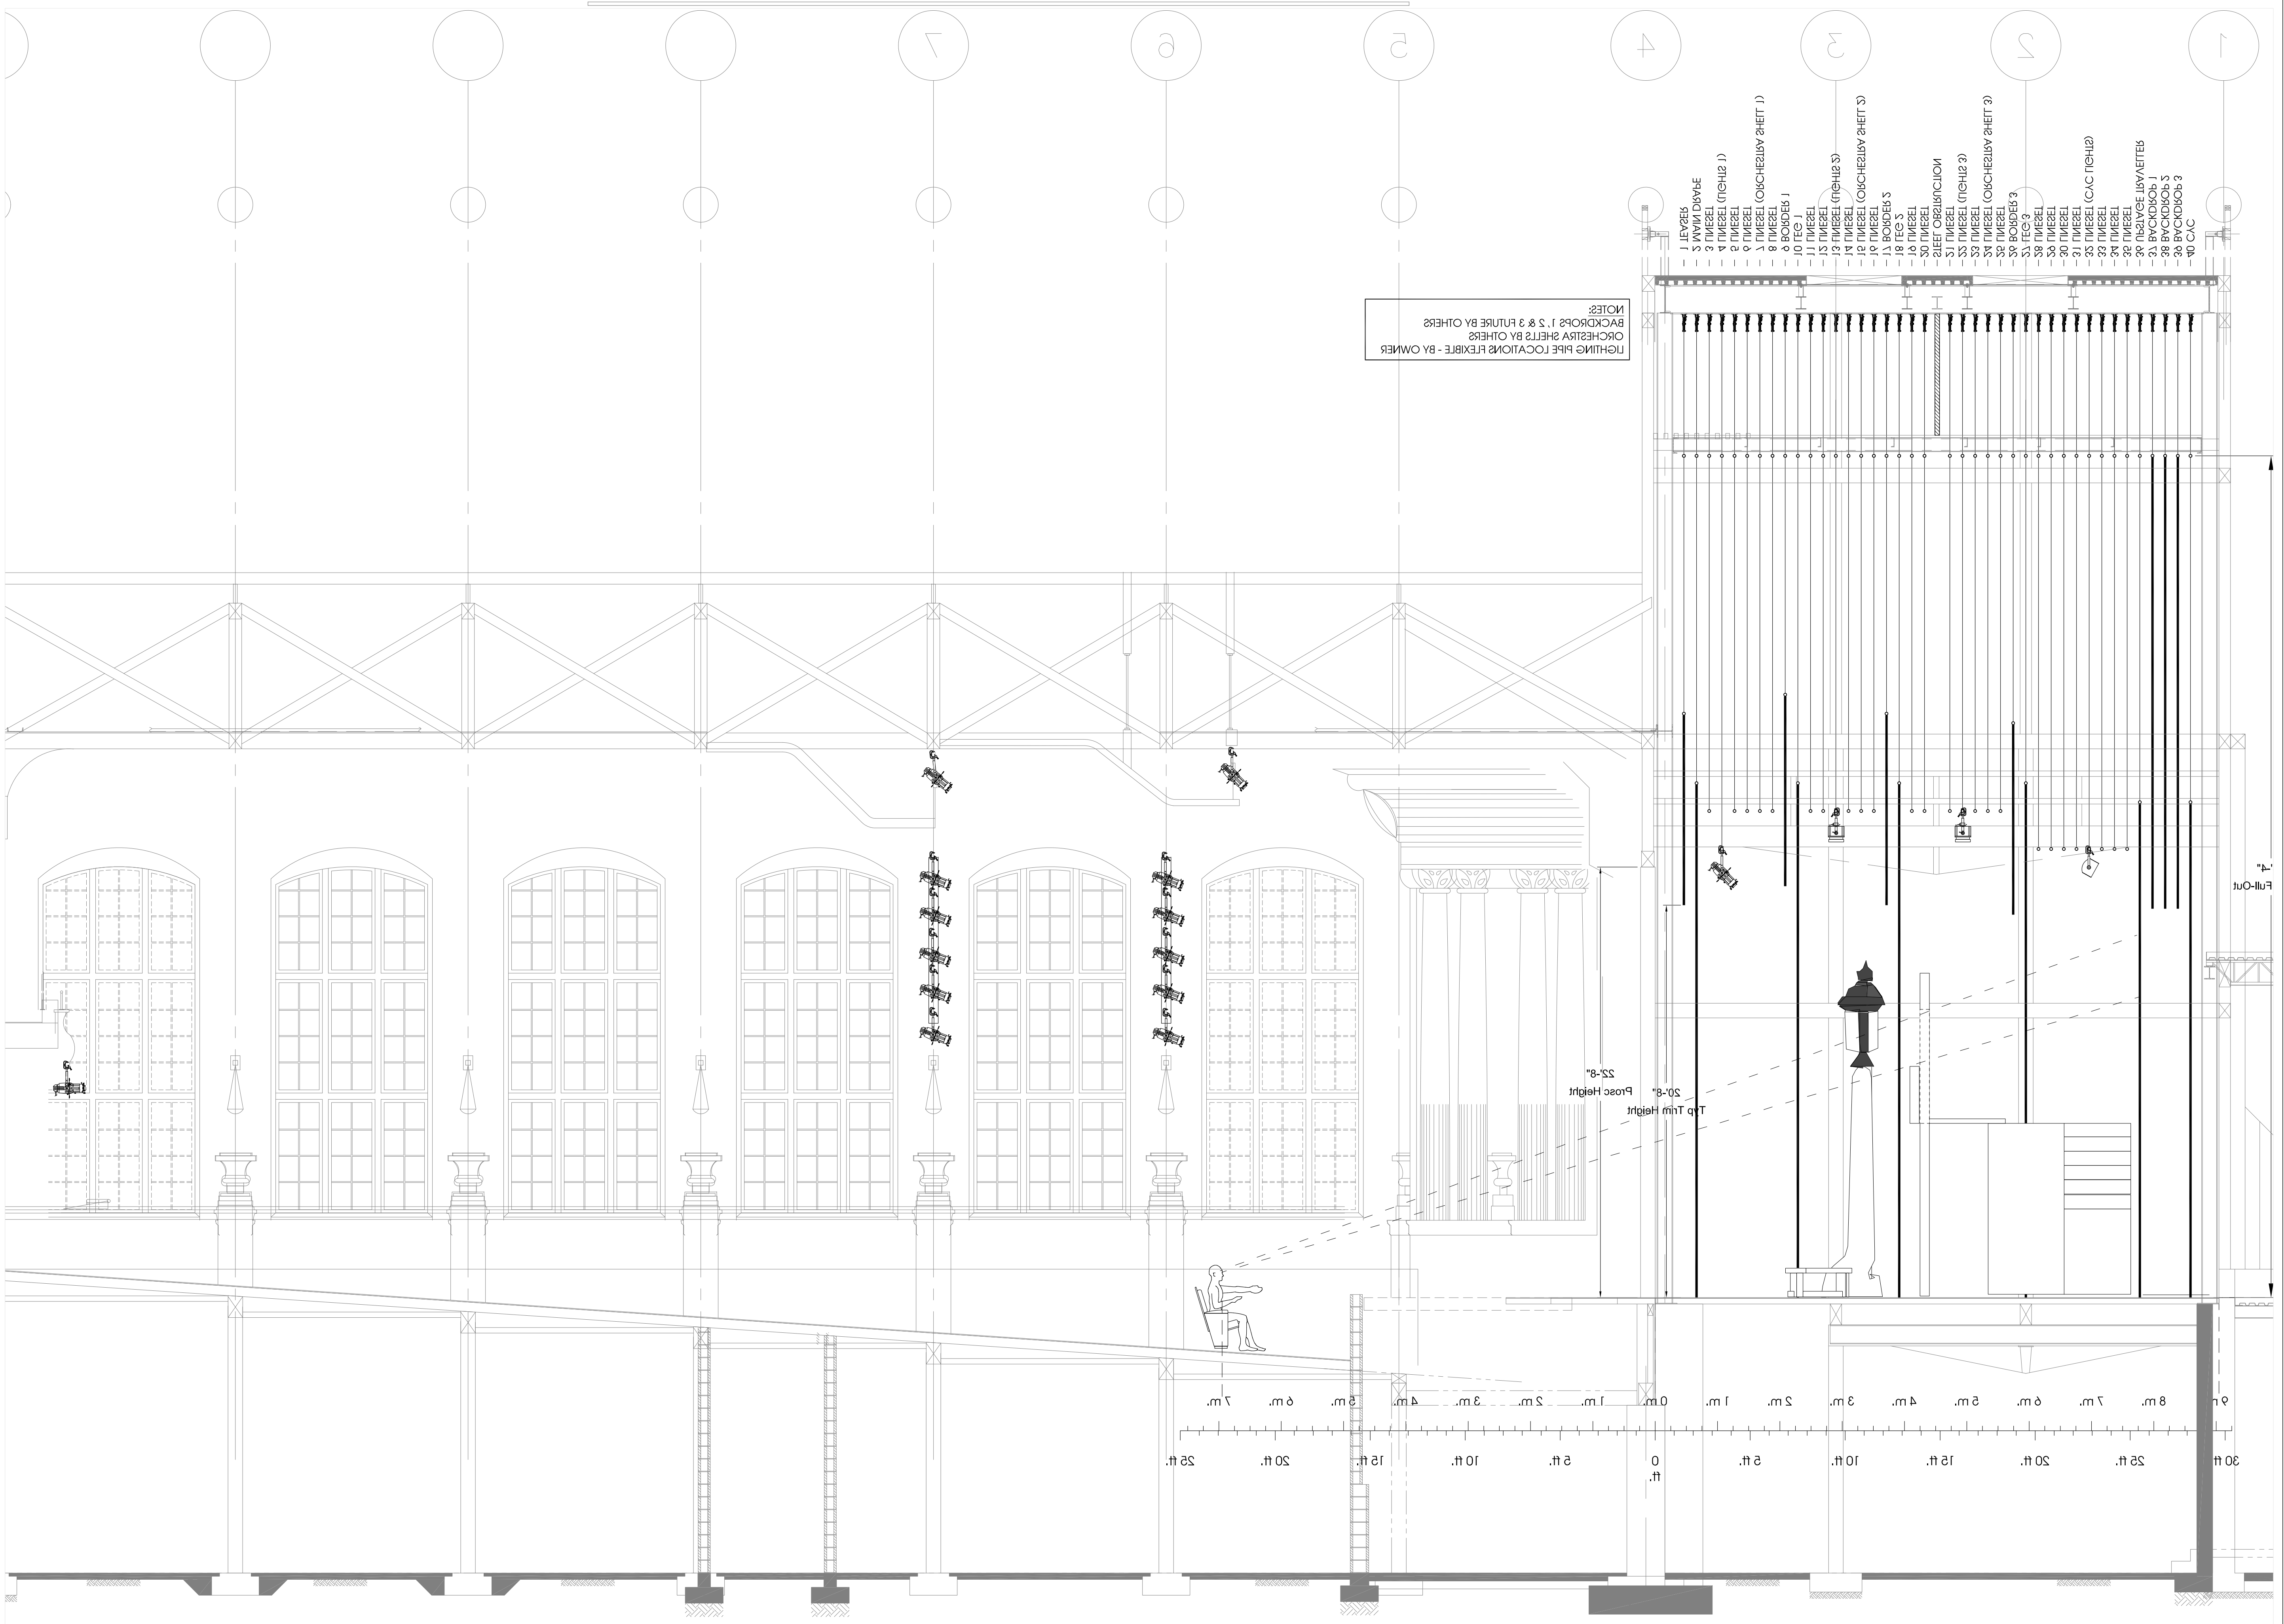 7
6
5
4
3
2
1
1 TEASER
2 MAIN DRAPE
3 LINESET
4 LINESET (LIGHTS 1)
5 LINESET
6 LINESET
7 LINESET (ORCHESTRA SHELL 1)
8 LINESET
9 BORDER 1
10 LEG 1
11 LINESET
12 LINESET
13 LINESET (LIGHTS 2)
14 LINESET
15 LINESET (ORCHESTRA SHELL 2)
16 LINESET
17 BORDER 2
18 LEG 2
19 LINESET
20 LINESET
STEEL OBSTRUCTION
21 LINESET
22 LINESET (LIGHTS 3)
23 LINESET
24 LINESET (ORCHESTRA SHELL 3)
25 LINESET
26 BORDER 3
27 LEG 3
28 LINESET
29 LINESET
30 LINESET
31 LINESET
32 LINESET (CYC LIGHTS)
33 LINESET
34 LINESET
35 LINESET
36 UPSTAGE TRAVELLER
37 BACKDROP 1
38 BACKDROP 2
39 BACKDROP 3
40 CYC
NOTES:
BACKDROPS 1, 2 & 3 FUTURE BY OTHERS
ORCHESTRA SHELLS BY OTHERS
LIGHTING PIPE LOCATIONS FLEXIBLE - BY OWNER
'-4"
Full-Out
22'-8"
Prosc Height
20'-8"
Typ Trim Height
7 m.
6 m.
5 m.
4 m.
3 m.
2 m.
1 m.
0 m.
1 m.
2 m.
3 m.
4 m.
5 m.
6 m.
7 m.
8 m.
9 m
25 ft.
20 ft.
15 ft.
10 ft.
5 ft.
0
ft.
5 ft.
10 ft.
15 ft.
20 ft.
25 ft.
30 ft